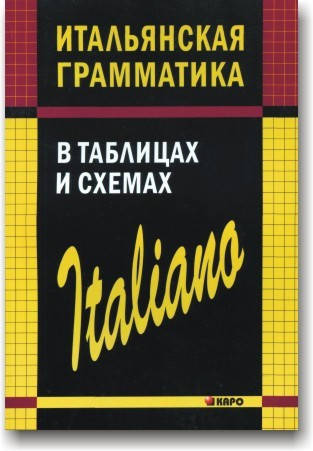 ИТАЛЬЯНСКАЯ
ГРАММАТИКА
В ТАБЛИЦАХ
И СХЕМАХ
Italiano
КАРО